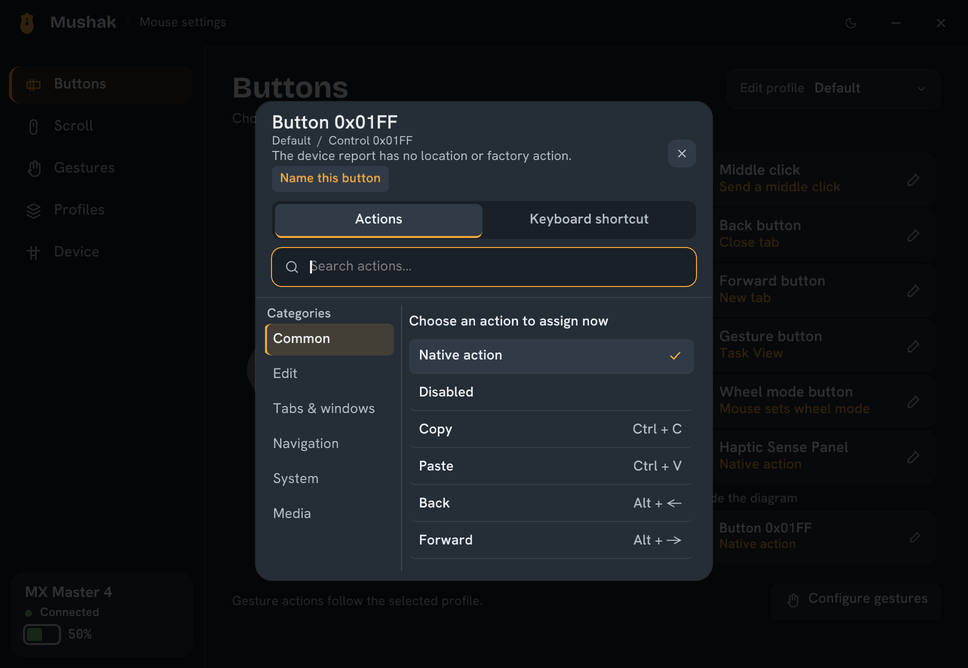 Mushak
Mouse settings
Buttons
Scroll
Gestures
Profiles
Device
MX Master 4
Connected
50%
Buttons
Cho
Edit profile Default
Button 0x01FF
Default / Control 0x01FF
The device report has no location or factory action.
Name this button
Actions
Keyboard shortcut
Search actions...
Categories
Common
Edit
Tabs & windows
Navigation
System
Media
Choose an action to assign now
Native action
Disabled
Copy Ctrl + C
Paste Ctrl + V
Back Alt + ←
Forward Alt + →
Middle click
Send a middle click
Back button
Close tab
Forward button
New tab
Gesture button
Task View
Wheel mode button
Mouse sets wheel mode
Haptic Sense Panel
Native action
de the diagram
Button 0x01FF
Native action
Gesture actions follow the selected profile.
Configure gestures